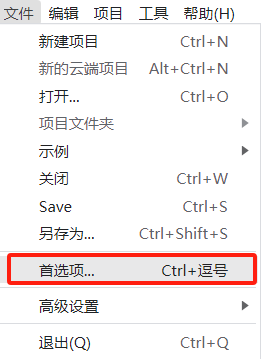 文件 编辑 项目 工具 帮助(H)
新建项目 Ctrl+N
新的云端项目 Alt+Ctrl+N
打开... Ctrl+O
项目文件夹
示例
关闭 Ctrl+W
Save Ctrl+S
另存为... Ctrl+Shift+S
首选项... Ctrl+逗号
高级设置
退出(Q) Ctrl+Q